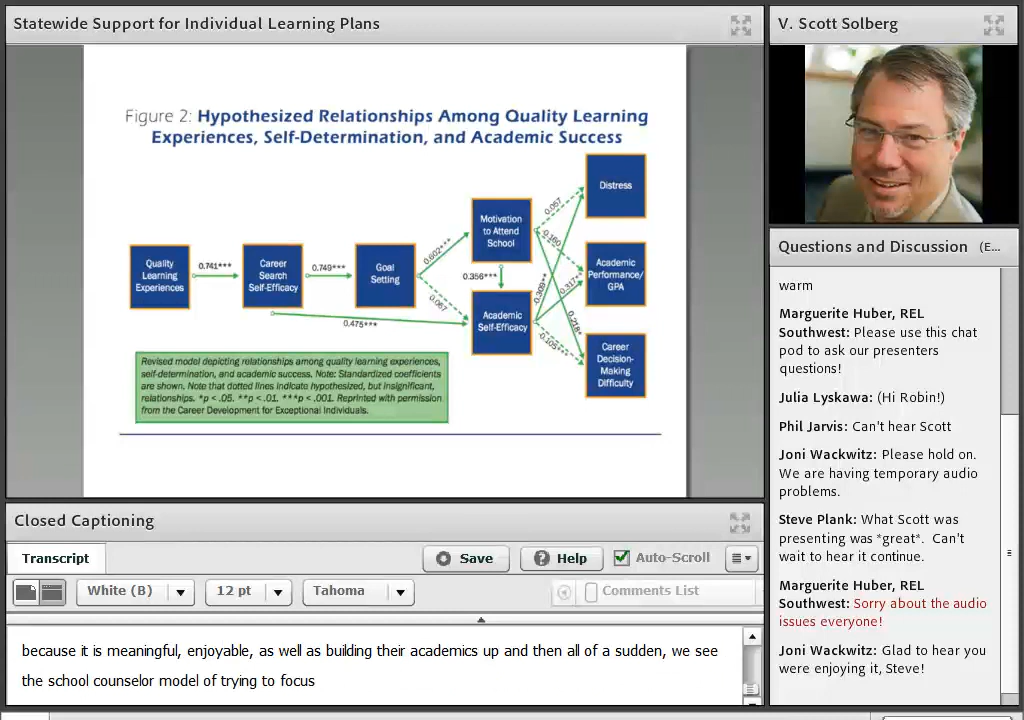 Statewide Support for Individual Learning Plans
Figure 2: Hypothesized Relationships Among Quality Learning
Experiences, Self-Determination, and Academic Success
Quality
Learning
Experiences
0.741***
Career
Search
Self-Efficacy
0.749***
Goal
Setting
0.602***
0.067
0.475***
Motivation
to Attend
School
0.356***
Academic
Self-Efficacy
0.057
0.160
0.317**
0.218*
Distress
Academic
Performance/
GPA
Career
Decision-
Making
Difficulty
Revised model depicting relationships among quality learning experiences,
self-determination, and academic success. Note: Standardized coefficients
are shown. Note that dotted lines indicate hypothesized, but insignificant,
relationships. *p < .05. **p < .01. ***p < .001. Reprinted with permission
from the Career Development for Exceptional Individuals.
Closed Captioning
Transcript
Save
Help
Auto-Scroll
White (B)
12 pt
Tahoma
Comments List
because it is meaningful, enjoyable, as well as building their academics up and then all of a sudden, we see
the school counselor model of trying to focus
V. Scott Solberg
Questions and Discussion (E...
warm
Marguerite Huber, REL
Southwest: Please use this chat
pod to ask our presenters
questions!
Julia Lyskawa: (Hi Robin!)
Phil Jarvis: Can't hear Scott
Joni Wackwitz: Please hold on.
We are having temporary audio
problems.
Steve Plank: What Scott was
presenting was *great*. Can't
wait to hear it continue.
Marguerite Huber, REL
Southwest: Sorry about the audio
issues everyone!
Joni Wackwitz: Glad to hear you
were enjoying it, Steve!